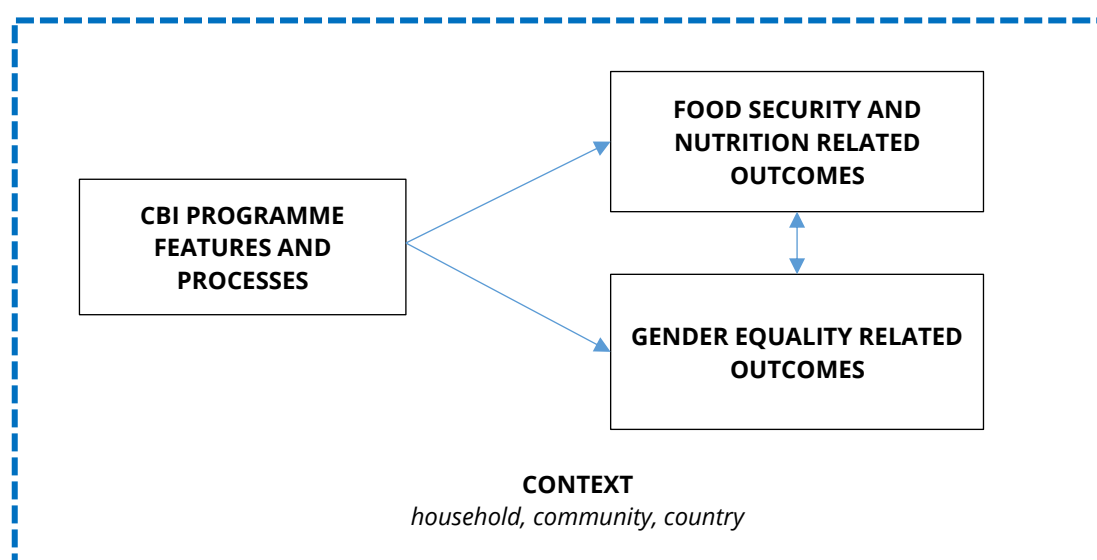 FOOD SECURITY AND
NUTRITION RELATED
OUTCOMES
CBI PROGRAMME
FEATURES AND
PROCESSES
GENDER EQUALITY RELATED
OUTCOMES
CONTEXT
household, community, country